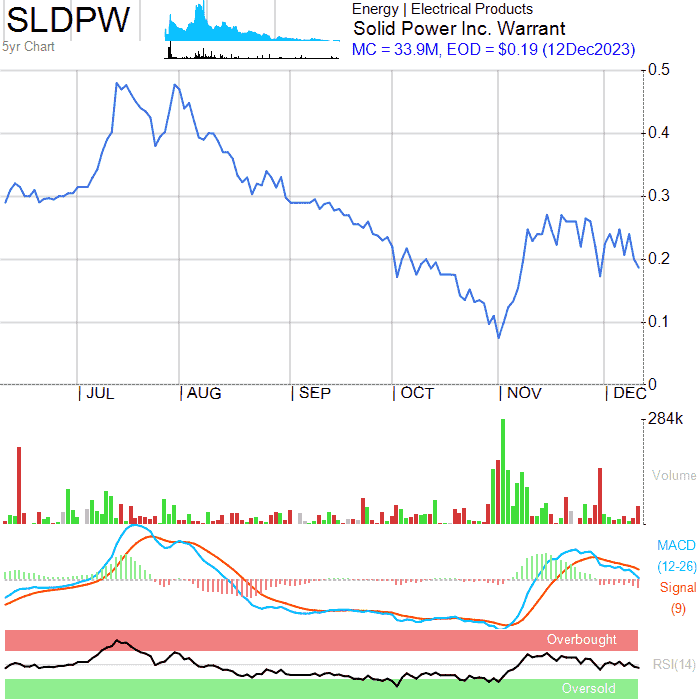 SLDPW
5yr Chart
Energy | Electrical Products
Solid Power Inc. Warrant
MC = 33.9M, EOD = $0.19 (12Dec2023)
0.5
0.4
0.3
0.2
0.1
0
| JUL | AUG | SEP | OCT | NOV | DEC
284k
Volume
MACD
(12-26)
Signal
(9)
Overbought
RSI(14)
Oversold